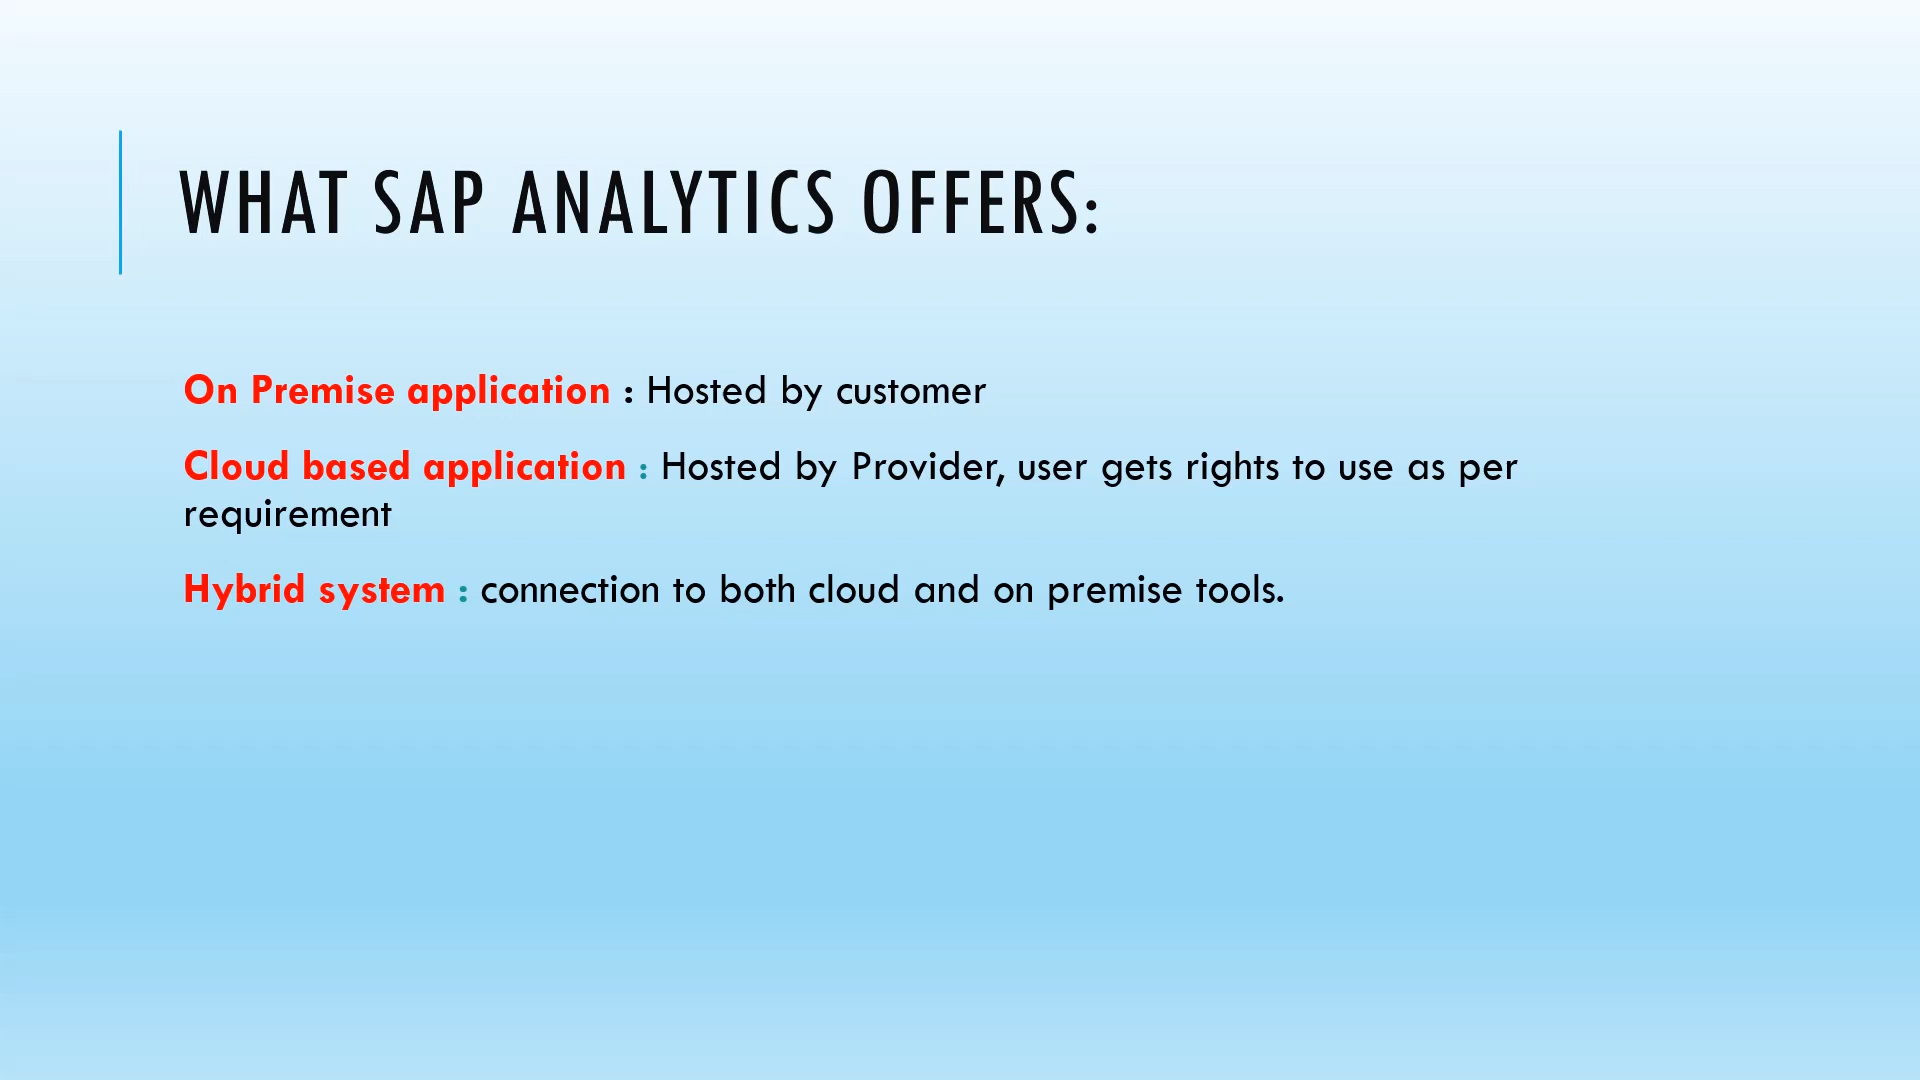 WHAT SAP ANALYTICS OFFERS:
On Premise application : Hosted by customer
Cloud based application : Hosted by Provider, user gets rights to use as per
requirement
Hybrid system : connection to both cloud and on premise tools.